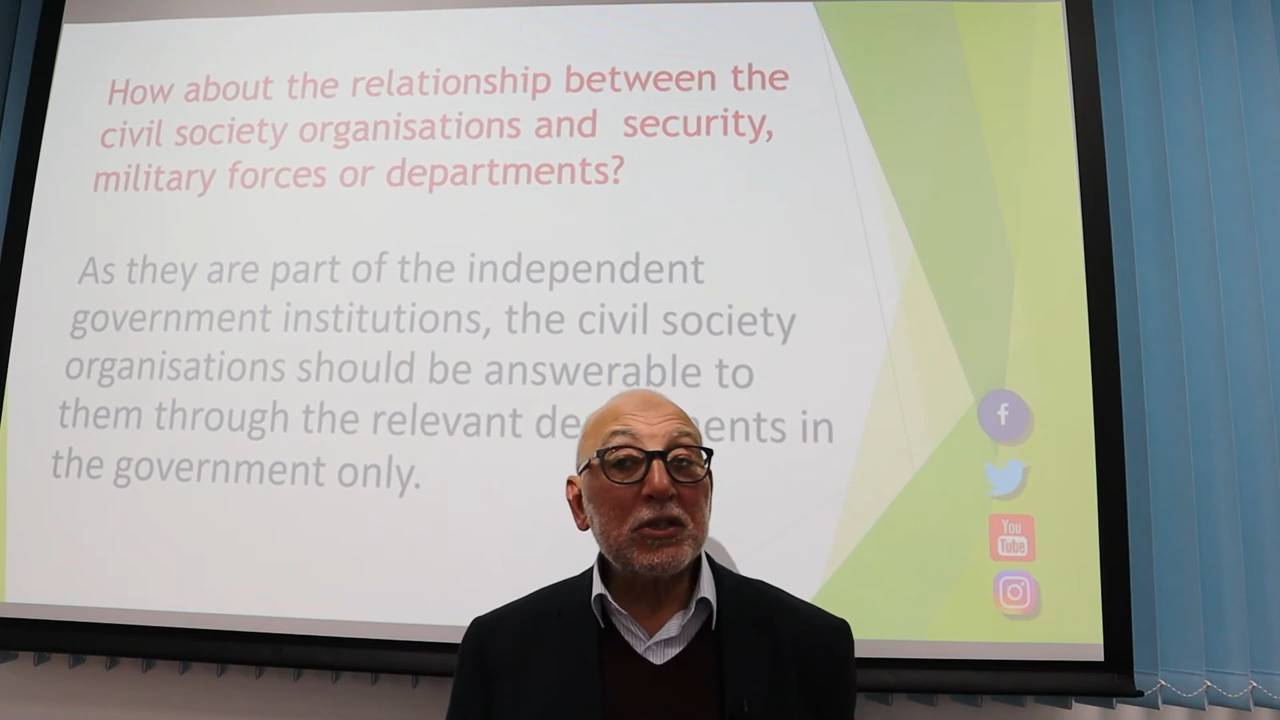 How about the relationship between the
civil society organisations and security,
military forces or departments?
As they are part of the independent
government institutions, the civil society
organisations should be answerable to
them through the relevant de ents in
the government only.
f
You
Tube